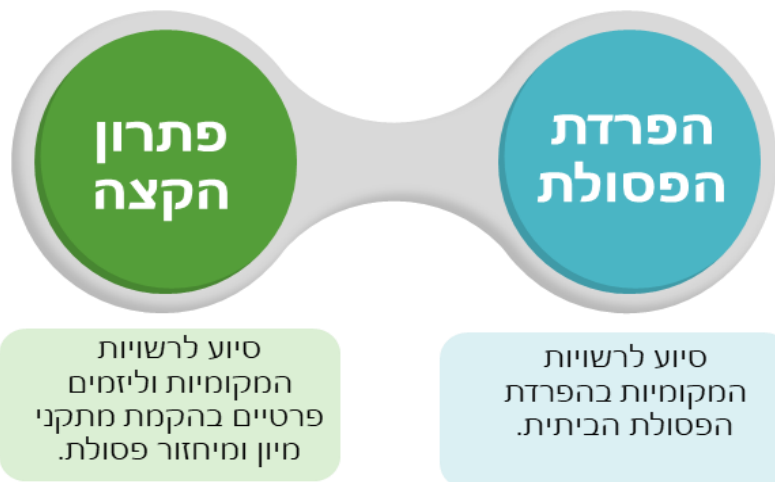 הפרדת
הפסולת
סיוע לרשויות
המקומיות בהפרדת
הפסולת הביתית.
פתרון
הקצה
סיוע לרשויות
המקומיות וליזמים
פרטיים בהקמת מתקני
מיון ומיחזור פסולת.